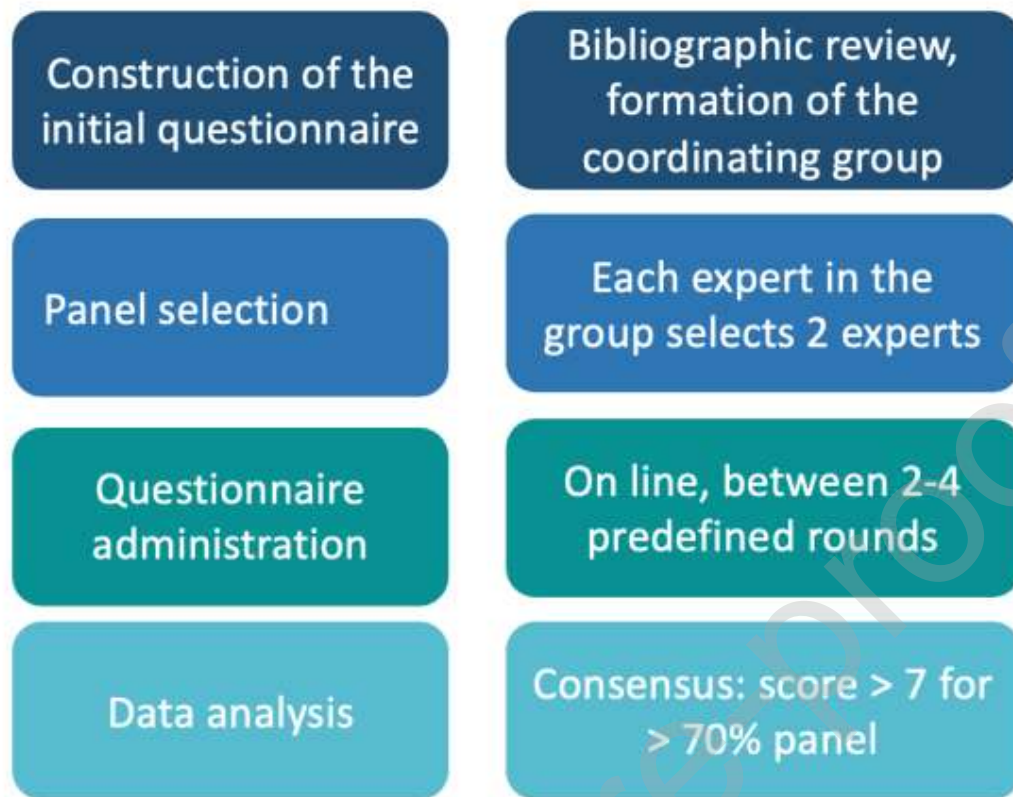 Construction of the
initial questionnaire
Bibliographic review,
formation of the
coordinating group
Panel selection
Each expert in the
group selects 2 experts
Questionnaire
administration
On line, between 2-4
predefined rounds
Data analysis
Consensus: score > 7 for
> 70% panel